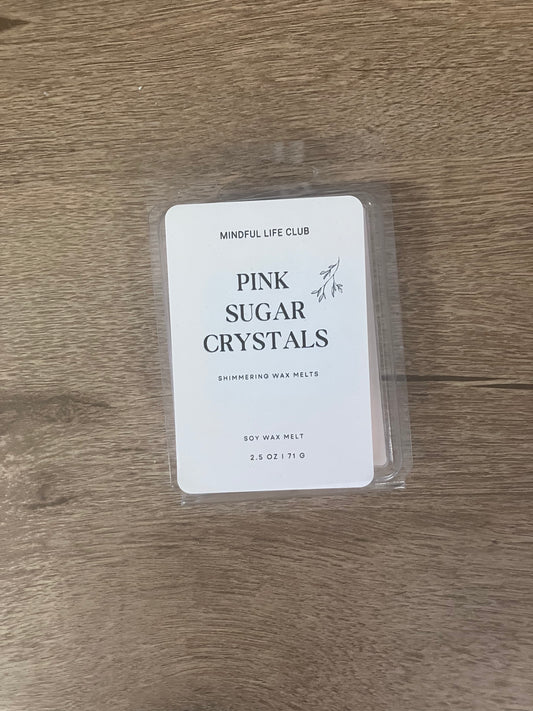 MINDFUL LIFE CLUB
PINK
SUGAR
CRYSTALS
SHIMMERING WAX MELTS
SOY WAX MELT
2.5 OZ I 71 G